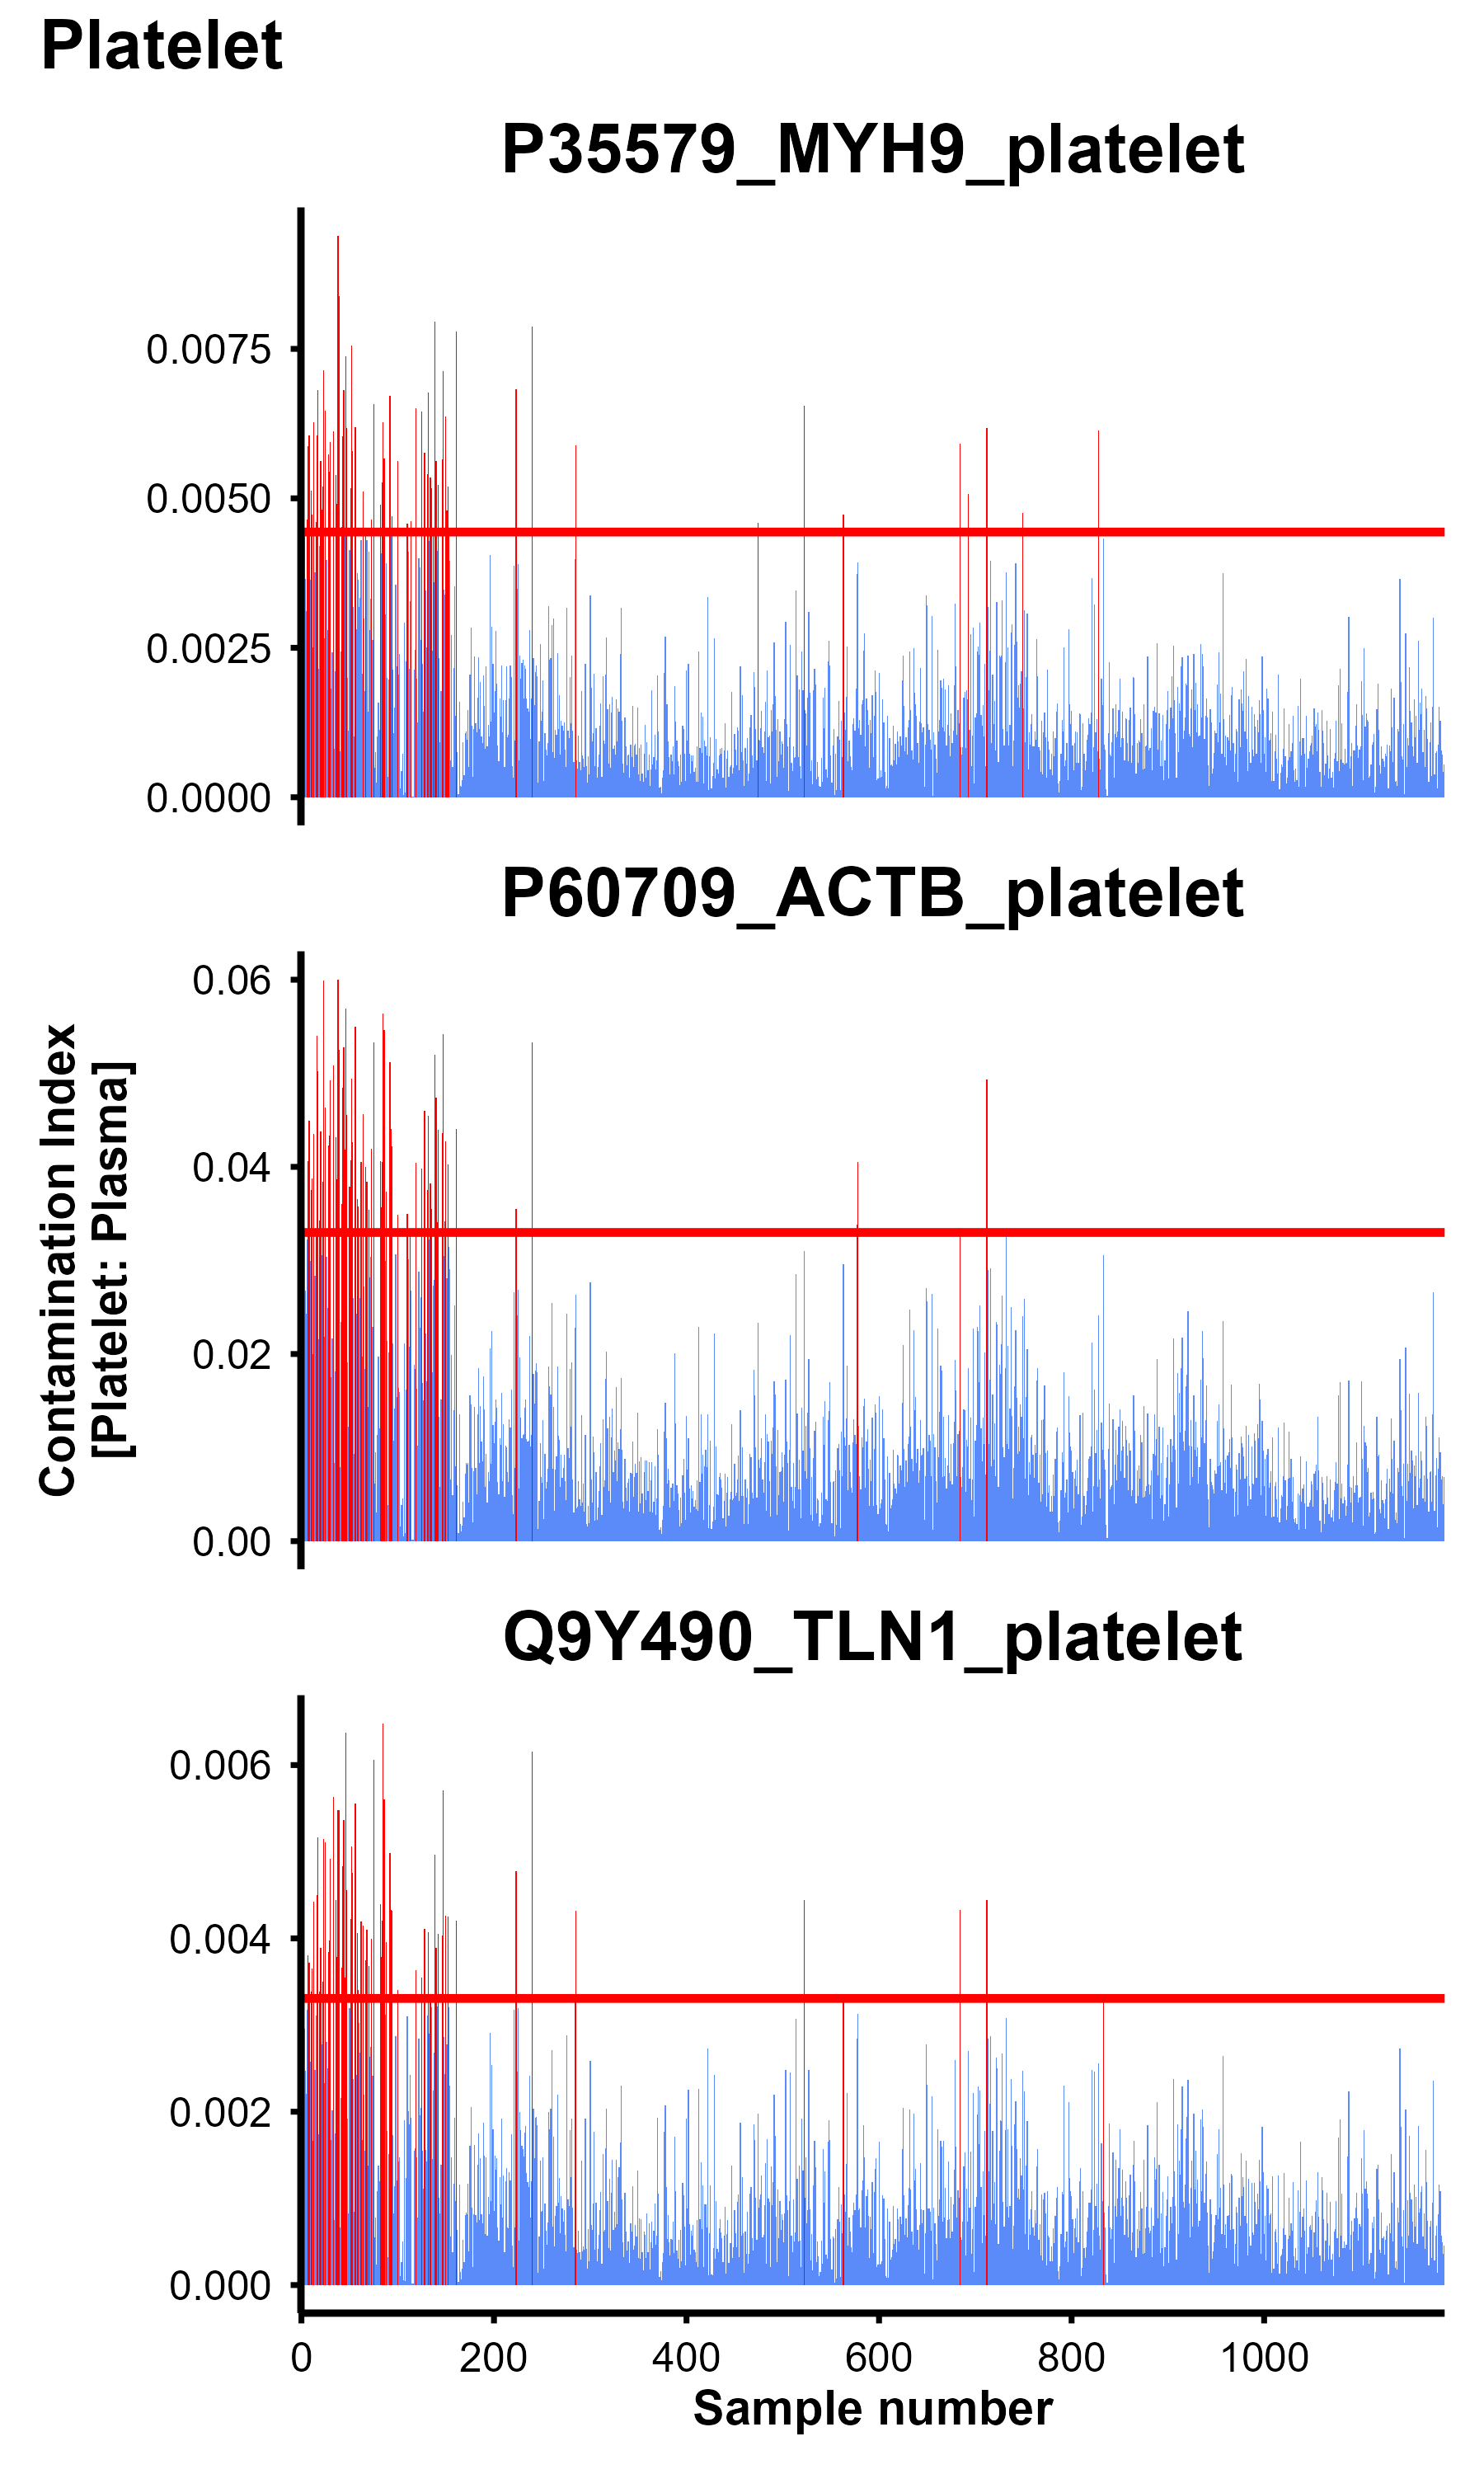 Platelet
P35579_MYH9_platelet
0.0075
0.0050
0.0025
0.0000
P60709_ACTB_platelet
Contamination Index
[Platelet: Plasma]
0.06
0.04
0.02
0.00
Q9Y490_TLN1_platelet
0.006
0.004
0.002
0.000
0 200 400 600 800 1000
Sample number